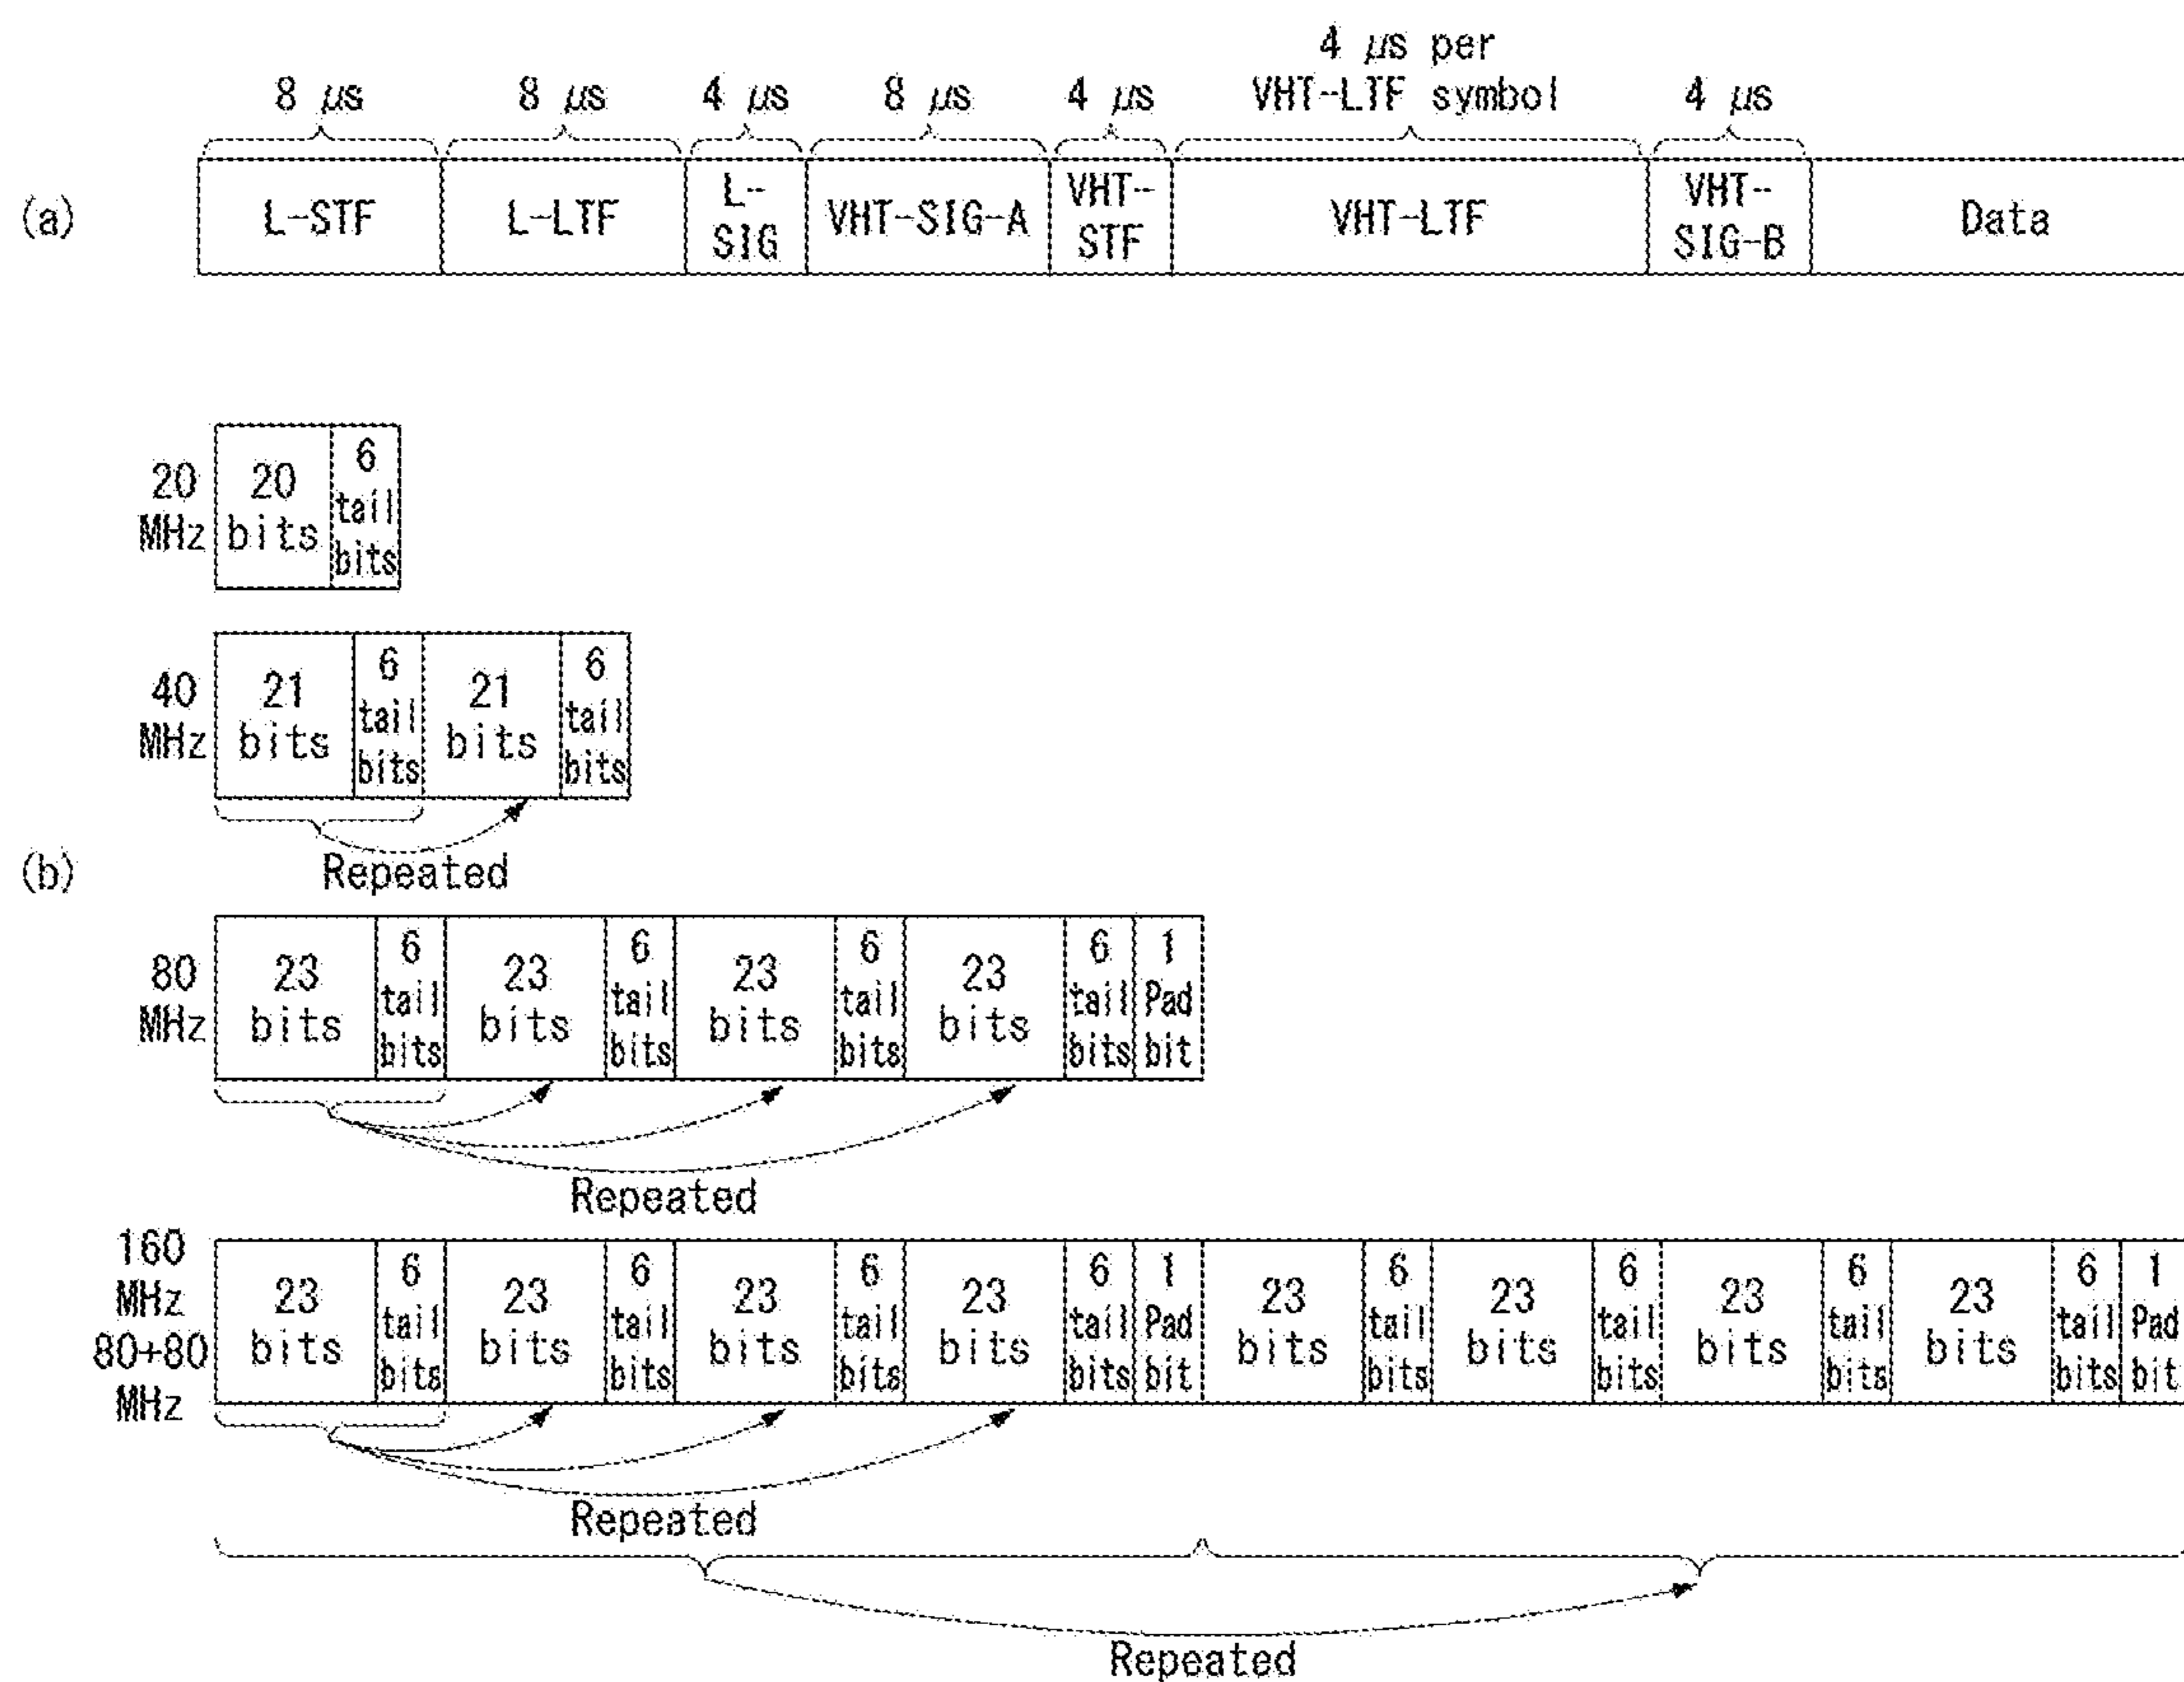 4 μs per
8 μs 8 μs 4 μs 8 μs 4 μs VHT-LTF symbol 4 μs
(a) L-STF L-LTF L-SIG VHT-SIG-A VHT-STF VHT-LTF VHT-SIG-B Data
20 MHz 20 bits 6 tail bits
40 MHz 21 bits 6 tail bits 21 bits 6 tail bits
Repeated
(b)
80 MHz 23 bits 6 tail bits 23 bits 6 tail bits 23 bits 6 tail bits 23 bits 6 tail bits 1 Pad bit
Repeated
160 MHz 80+80 MHz 23 bits 6 tail bits 23 bits 6 tail bits 23 bits 6 tail bits 23 bits 6 tail bits 1 Pad bit 23 bits 6 tail bits 23 bits 6 tail bits 23 bits 6 tail bits 23 bits 6 tail bits 1 Pad bit
Repeated
Repeated